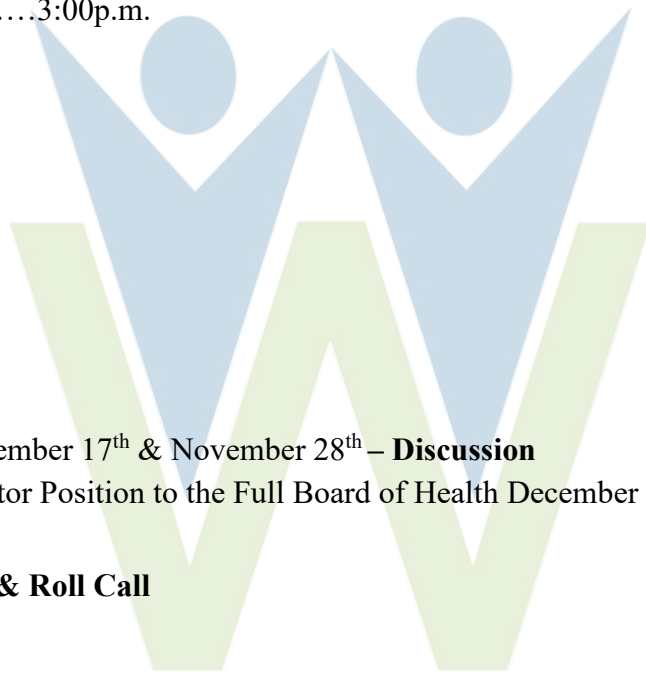 ….3:00p.m.
ember 17th & November 28th – Discussion
tor Position to the Full Board of Health December
& Roll Call